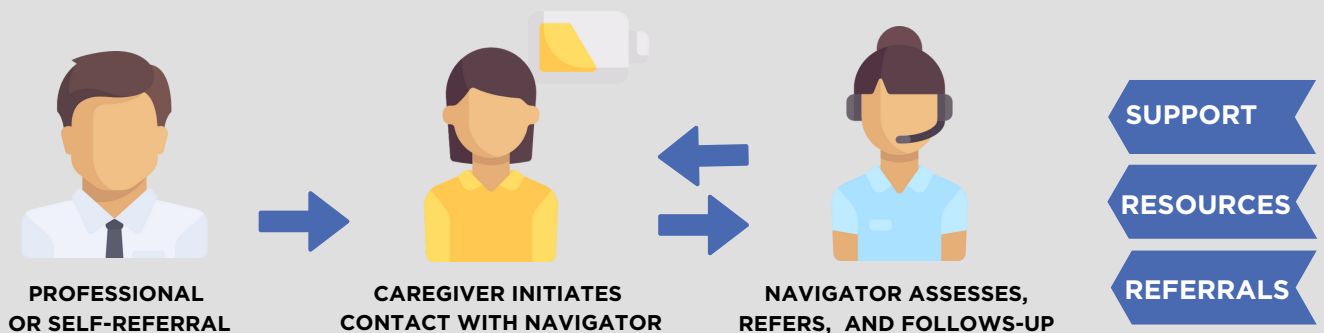 PROFESSIONAL
OR SELF-REFERRAL
CAREGIVER INITIATES
CONTACT WITH NAVIGATOR
NAVIGATOR ASSESSES,
REFERS, AND FOLLOWS-UP
SUPPORT
RESOURCES
REFERRALS